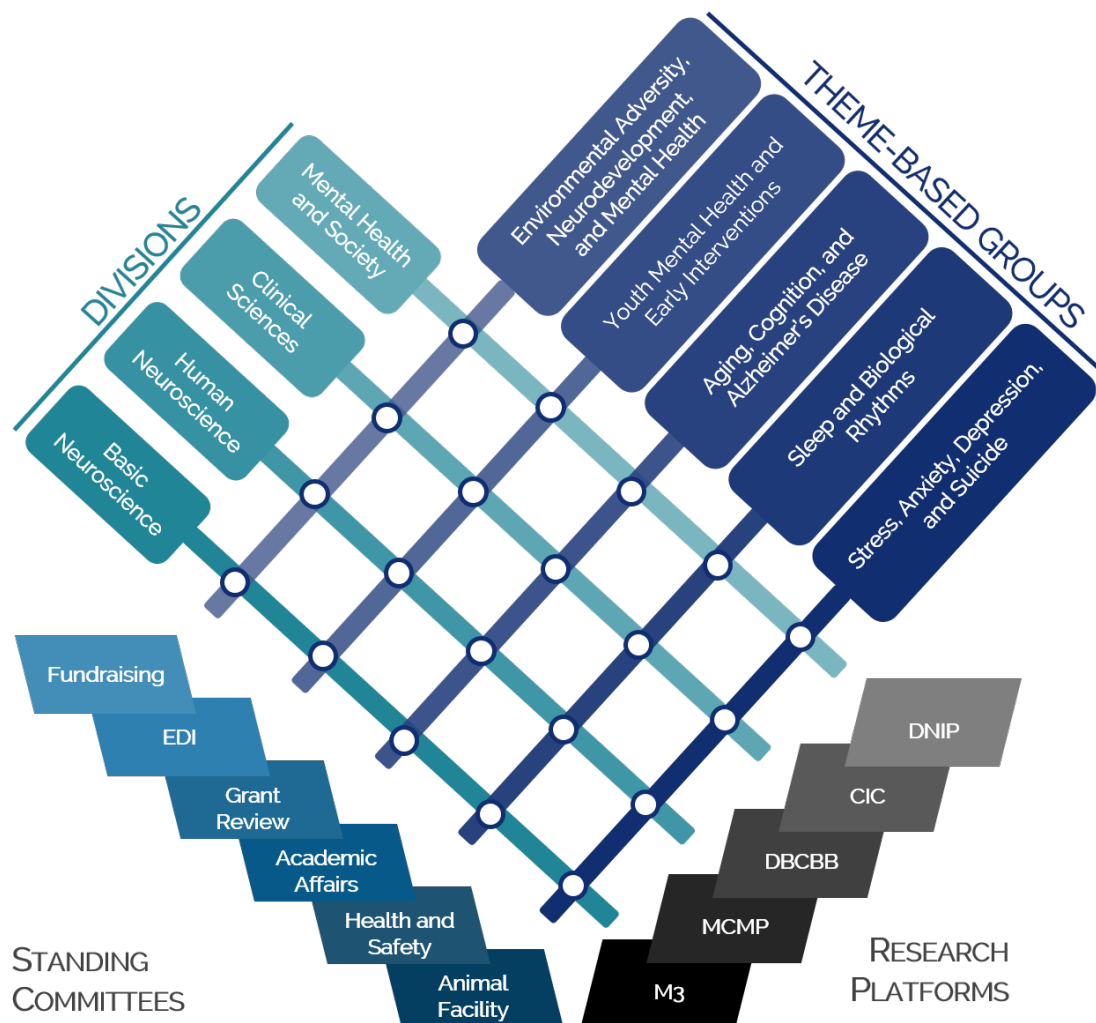 DIVISIONS
Mental Health
and Society
Clinical
Sciences
Human
Neuroscience
Basic
Neuroscience
THEME-BASED GROUPS
Environmental Adversity,
Neurodevelopment,
and Mental Health
Youth Mental Health and
Early Interventions
Aging, Cognition, and
Alzheimer's Disease
Sleep and Biological
Rhythms
Stress, Anxiety, Depression,
and Suicide
Fundraising
EDI
Grant
Review
Academic
Affairs
Health and
Safety
Animal
Facility
STANDING
COMMITTEES
DNIP
CIC
DBCBB
MCMP
M3
RESEARCH
PLATFORMS